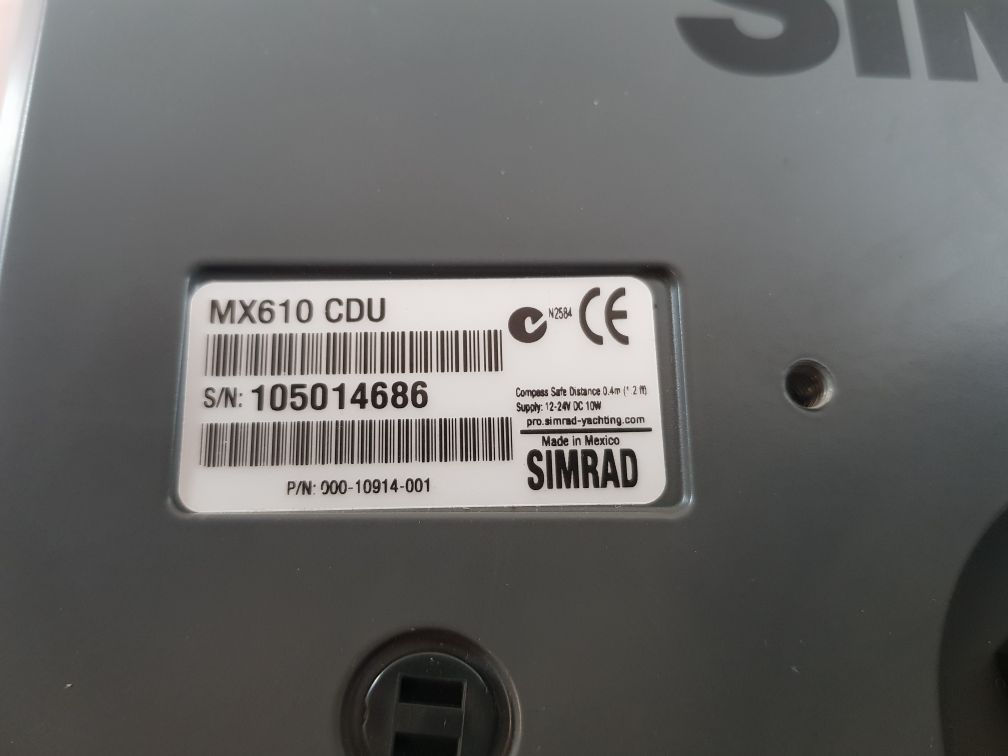 SIM
MX610 CDU
N2584
CE
S/N: 105014686
Compass Safe Distance 0.4m (1.2 ft)
Supply: 12-24V DC 10W
pro.simrad-yachting.com
Made in Mexico
SIMRAD
P/N: 000-10914-001